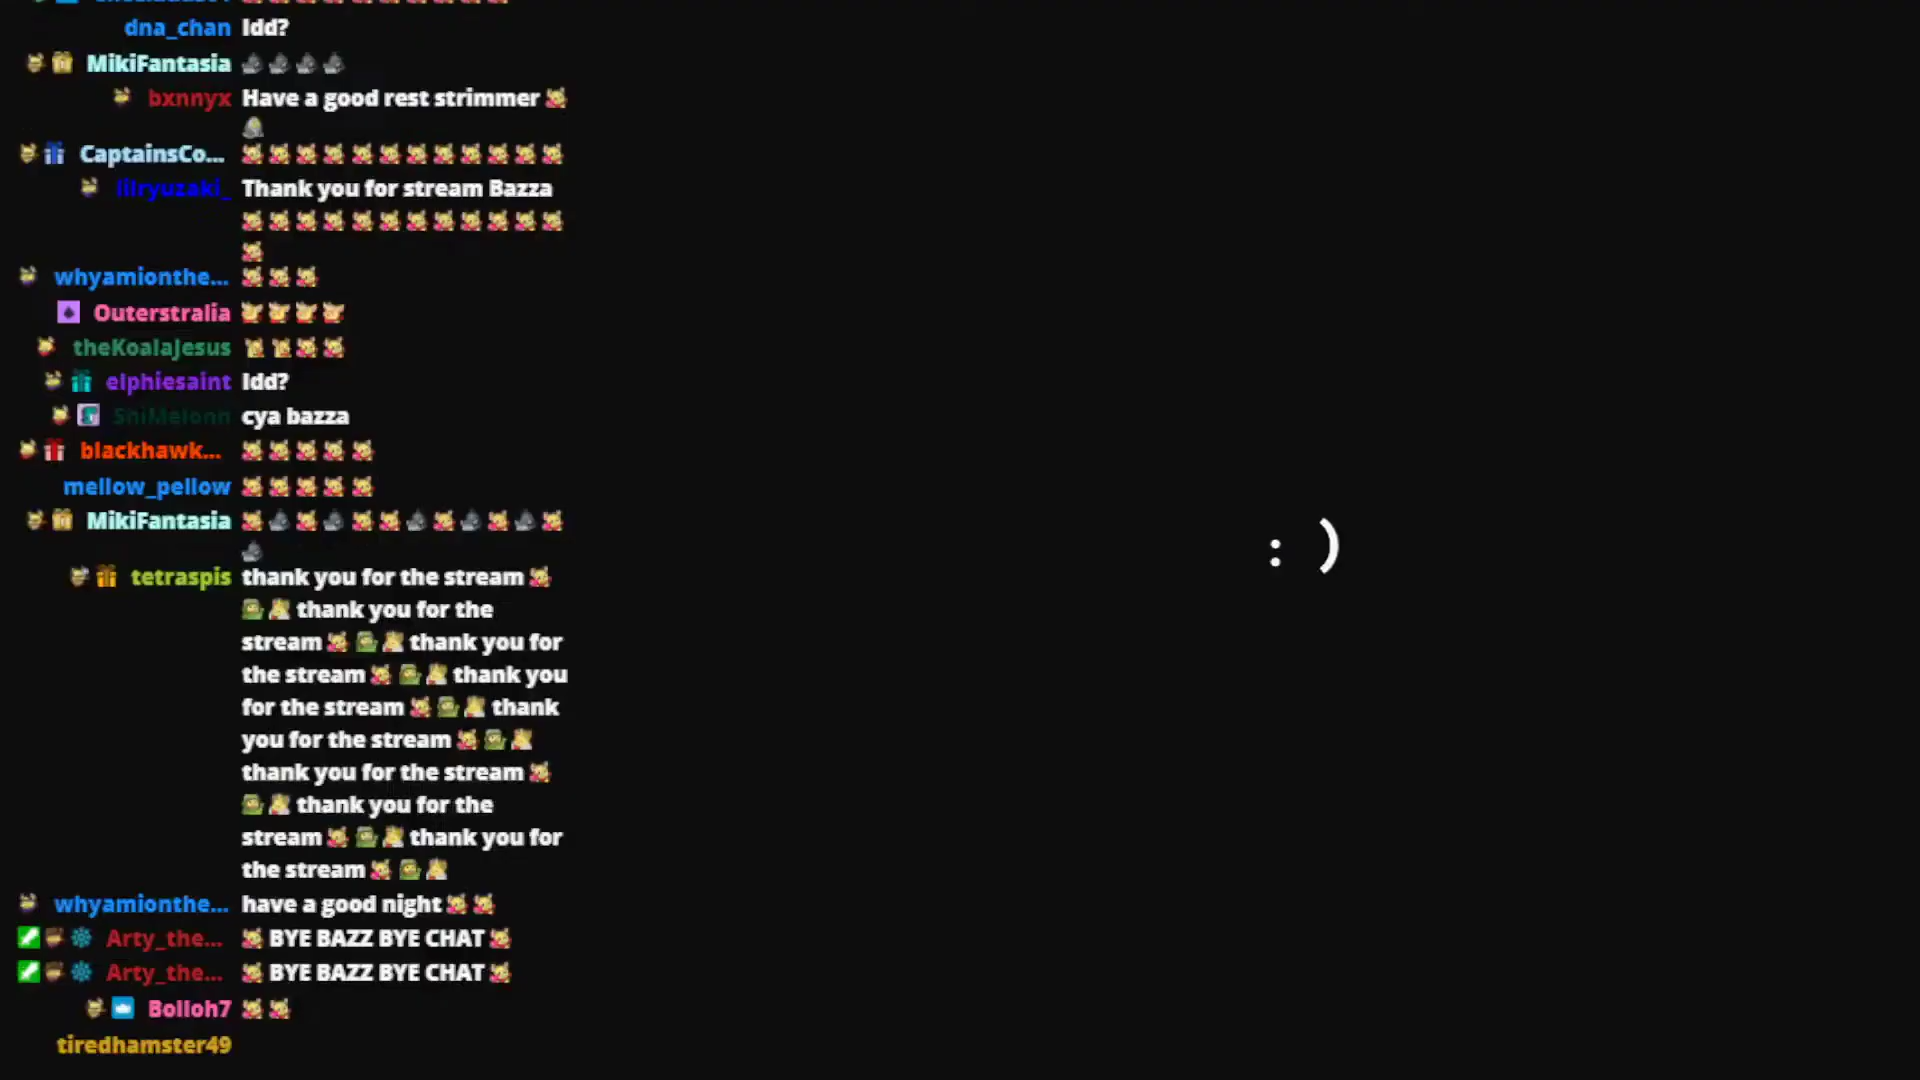 dna_chan ldd?
MikiFantasia
bxnnyx Have a good rest strimmer
CaptainsCo...
lilryuzaki_ Thank you for stream Bazza
whyamionthe...
Outerstralia
theKoalaJesus
elphiesaint ldd?
ShiMelonn cya bazza
blackhawk...
mellow_pellow
MikiFantasia
tetraspis thank you for the stream
thank you for the
stream thank you for
the stream thank you
for the stream thank
you for the stream
thank you for the stream
thank you for the
stream thank you for
the stream
whyamionthe... have a good night
Arty_the... BYE BAZZ BYE CHAT
Arty_the... BYE BAZZ BYE CHAT
Bolloh7
tiredhamster49
: )